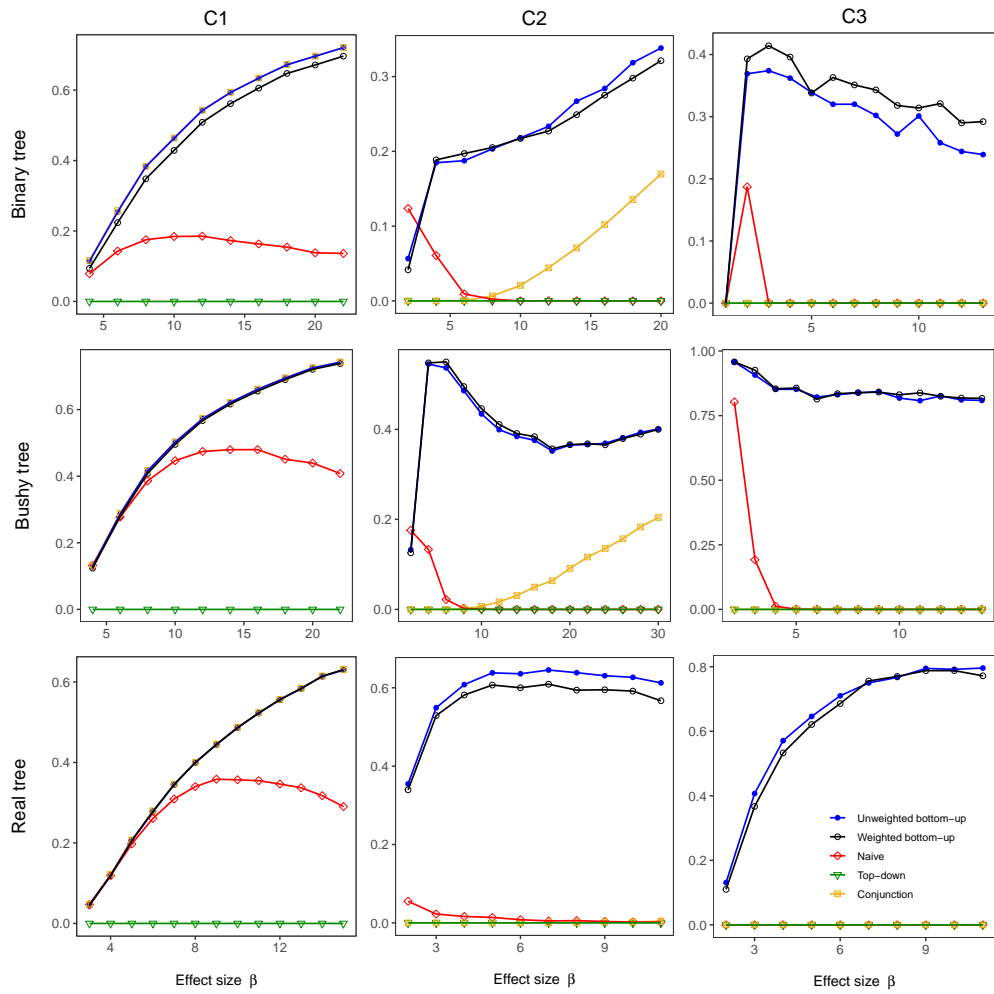 C1 C2 C3
Binary tree
0.6
0.4
0.2
0.0
5 10 15 20
0.3
0.2
0.1
0.0
5 10 15 20
0.4
0.3
0.2
0.1
0.0
5 10
Bushy tree
0.6
0.4
0.2
0.0
5 10 15 20
0.4
0.2
0.0
10 20 30
1.00
0.75
0.50
0.25
0.00
5 10
Real tree
0.6
0.4
0.2
0.0
4 8 12
Effect size β
0.6
0.4
0.2
0.0
3 6 9
Effect size β
0.8
0.6
0.4
0.2
0.0
Unweighted bottom−up
Weighted bottom−up
Naive
Top−down
Conjunction
3 6 9
Effect size β